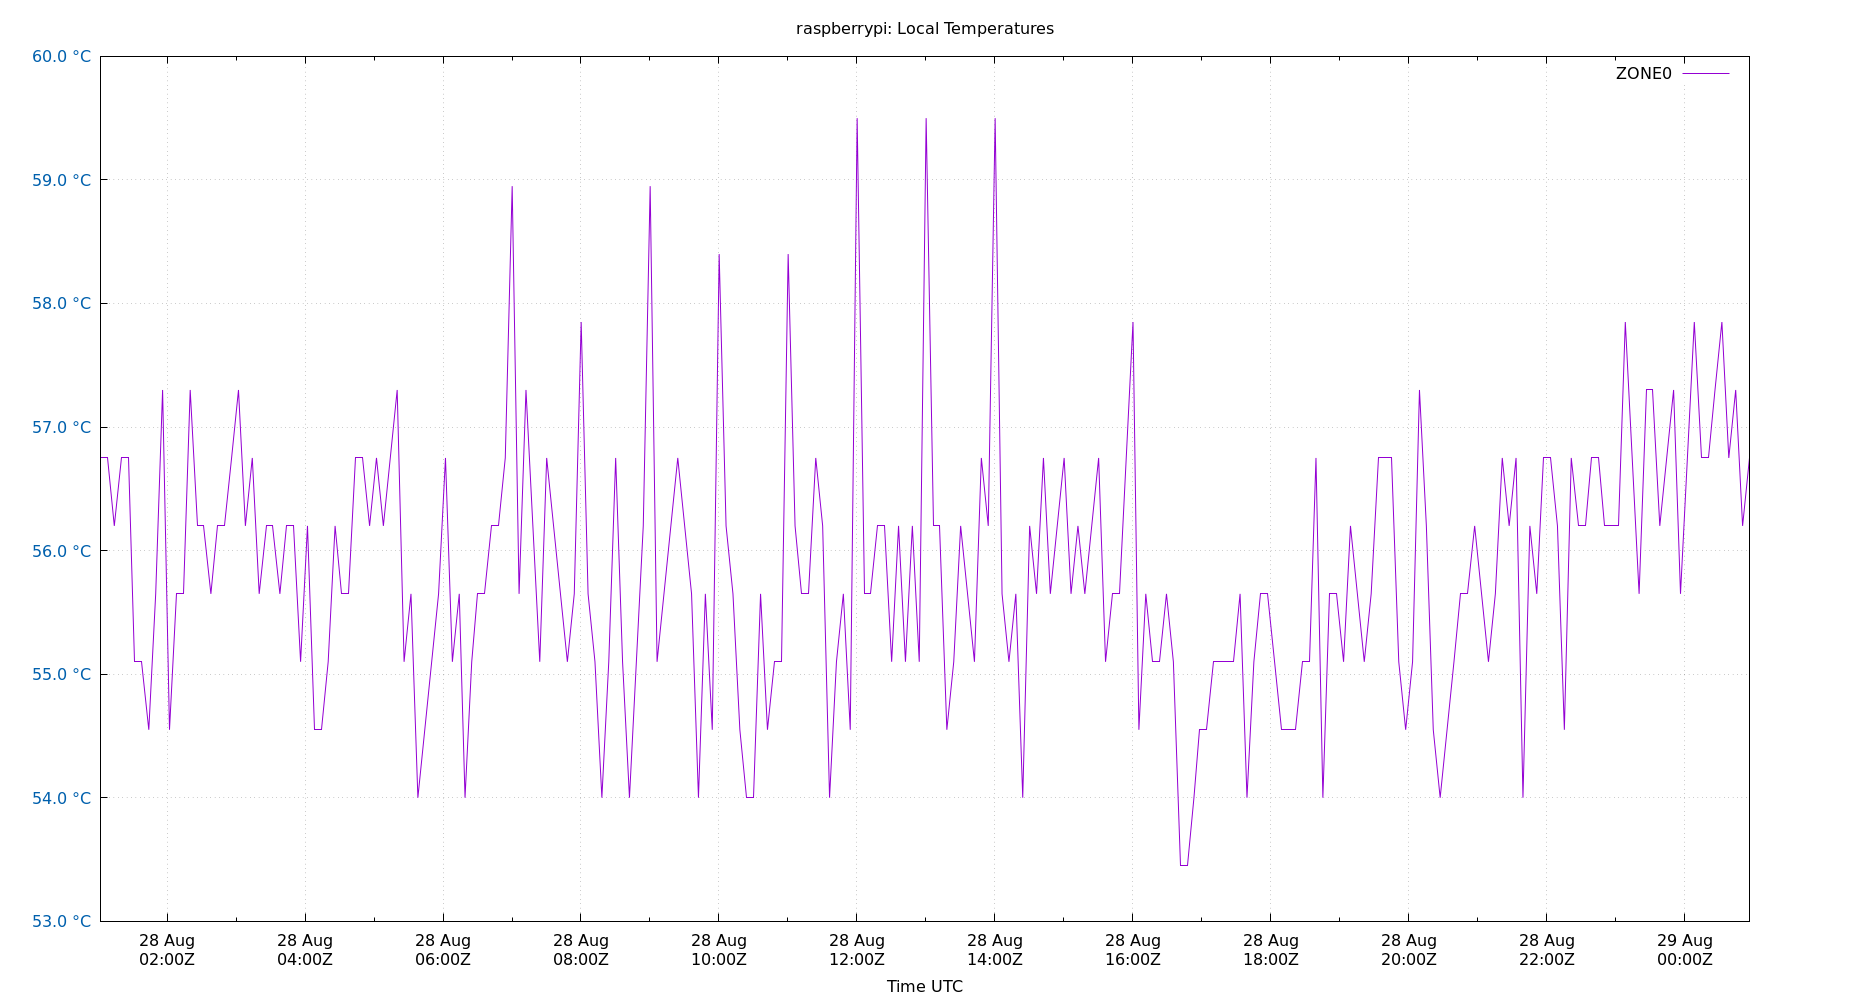 raspberrypi: Local Temperatures
60.0 °C
ZONE0
59.0 °C
58.0 °C
57.0 °C
56.0 °C
55.0 °C
54.0 °C
53.0 °C
28 Aug 28 Aug 28 Aug 28 Aug 28 Aug 28 Aug 28 Aug 28 Aug 28 Aug 28 Aug 28 Aug 29 Aug
02:00Z 04:00Z 06:00Z 08:00Z 10:00Z 12:00Z 14:00Z 16:00Z 18:00Z 20:00Z 22:00Z 00:00Z
Time UTC